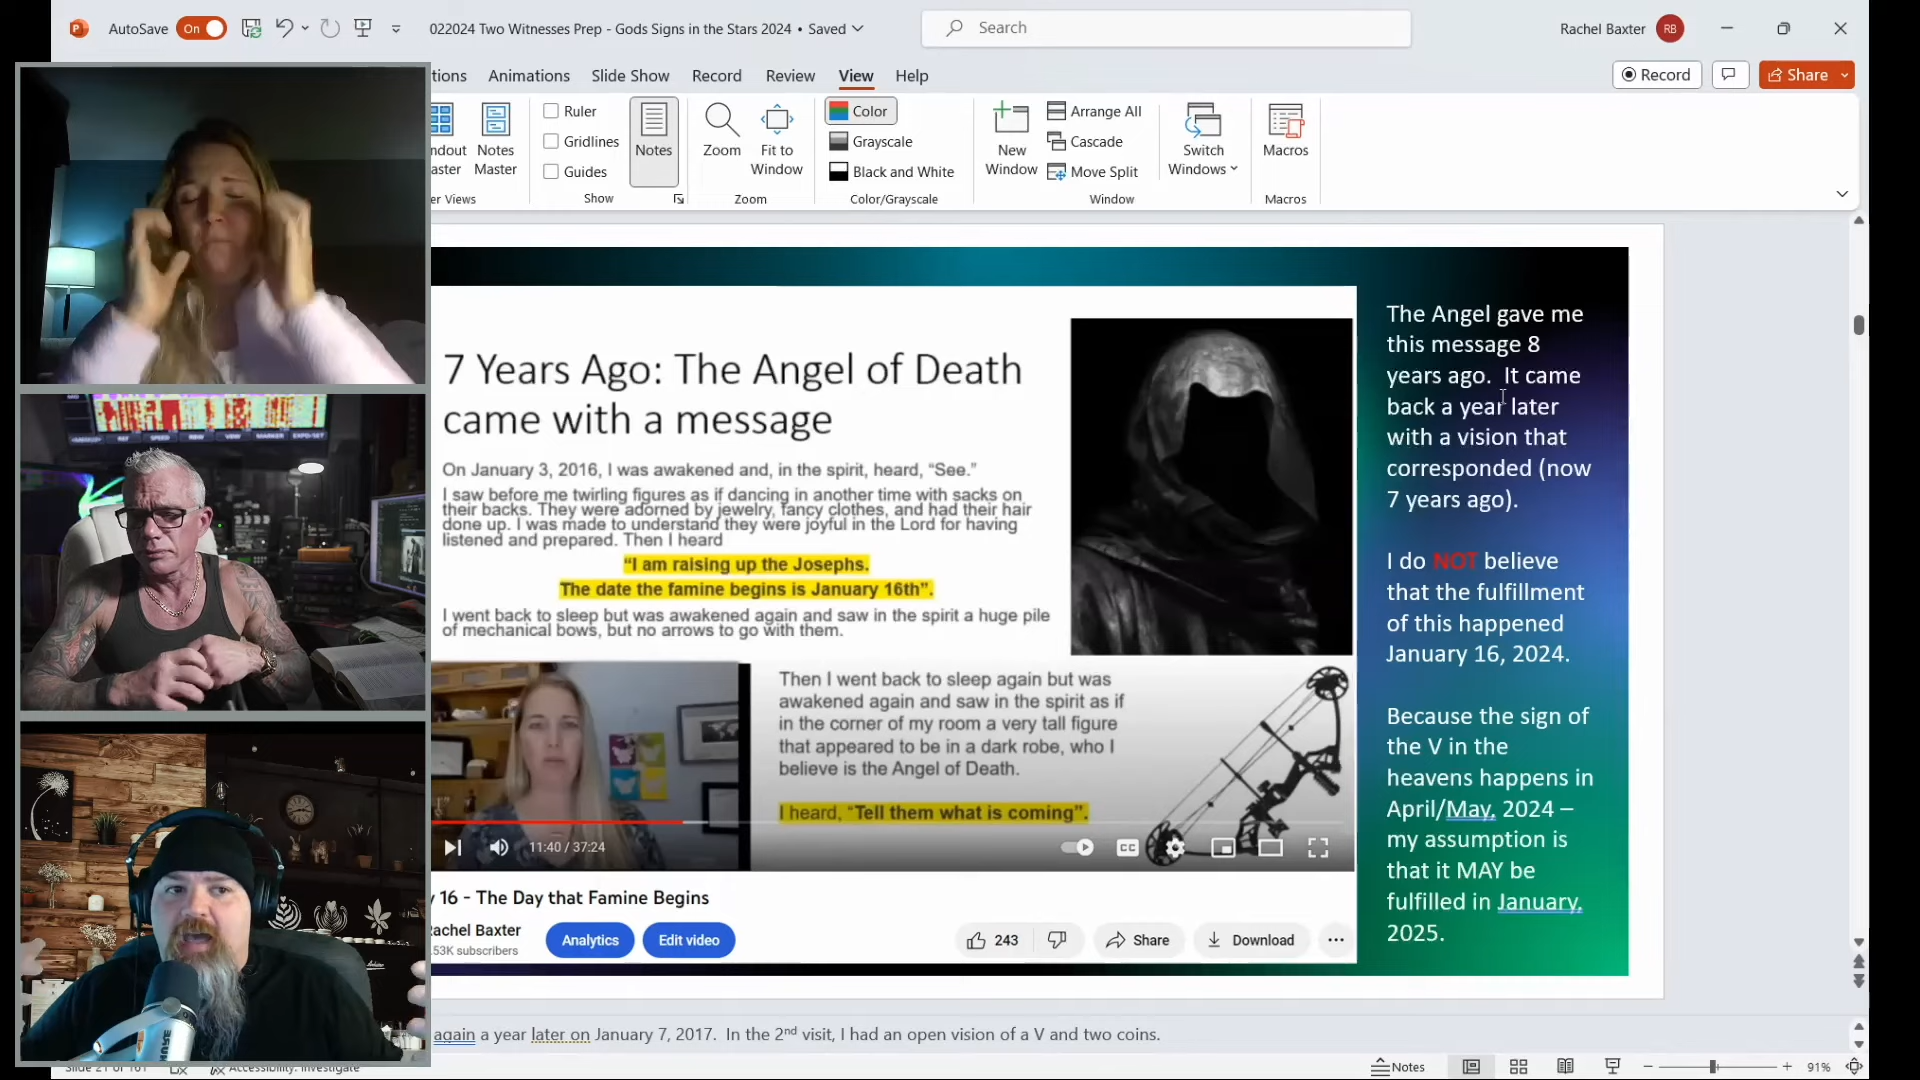 AutoSave On 022024 Two Witnesses Prep - Gods Signs in the Stars 2024 • Saved Search Rachel Baxter RB
tions Animations Slide Show Record Review View Help Record Share
ndout
aster
Notes
Master
er Views
Ruler
Gridlines
Guides
Show
Notes
Zoom
Fit to
Window
Zoom
Color
Grayscale
Black and White
Color/Grayscale
New
Window
Arrange All
Cascade
Move Split
Switch
Windows
Window
Macros
Macros
7 Years Ago: The Angel of Death
came with a message
On January 3, 2016, I was awakened and, in the spirit, heard, “See.”
I saw before me twirling figures as if dancing in another time with sacks on
their backs. They were adorned by jewelry, fancy clothes, and had their hair
done up. I was made to understand they were joyful in the Lord for having
listened and prepared. Then I heard
“I am raising up the Josephs.
The date the famine begins is January 16th”.
I went back to sleep but was awakened again and saw in the spirit a huge pile
of mechanical bows, but no arrows to go with them.
Then I went back to sleep again but was
awakened again and saw in the spirit as if
in the corner of my room a very tall figure
that appeared to be in a dark robe, who I
believe is the Angel of Death.
I heard, “Tell them what is coming”.
11:40 / 37:24
CC
16 - The Day that Famine Begins
Rachel Baxter
.53K subscribers
Analytics
Edit video
243
Share
Download
The Angel gave me
this message 8
years ago. It came
back a year later
with a vision that
corresponded (now
7 years ago).
I do NOT believe
that the fulfillment
of this happened
January 16, 2024.
Because the sign of
the V in the
heavens happens in
April/May, 2024 –
my assumption is
that it MAY be
fulfilled in January,
2025.
again a year later on January 7, 2017. In the 2nd visit, I had an open vision of a V and two coins.
Slide 21 of 161 Accessibility: Investigate Notes 91%